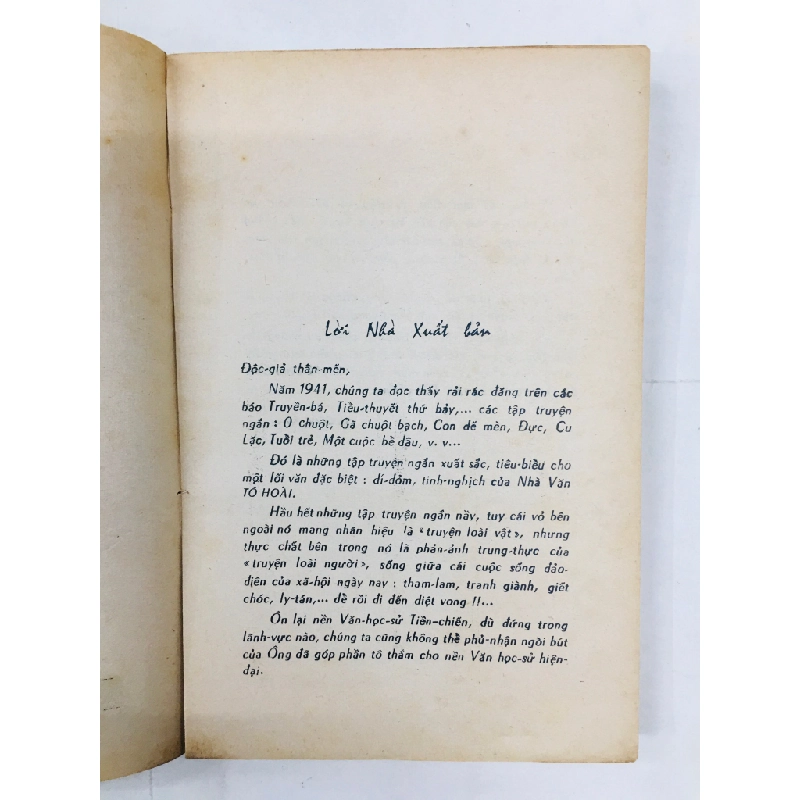 Lời Nhà Xuất bản
Độc-giả thân-mến,
Năm 1941, chúng ta đọc thấy rải rác đăng trên các
báo Truyền-bá, Tiểu-thuyết thứ bảy,... các tập truyện
ngắn : O chuột, Gã chuột bạch, Con dế mèn, Đực, Cu
Lặc, Tuổi trẻ, Một cuộc bể dâu, v. v...
Đó là những tập truyện ngắn xuất sắc, tiêu-biểu cho
một lối văn đặc biệt : dí-dỏm, tinh-nghịch của Nhà Văn
TÔ HOÀI.
Hầu hết những tập truyện ngắn nầy, tuy cái vỏ bên
ngoài nó mang nhãn hiệu là « truyện loài vật », nhưng
thực chất bên trong nó là phản-ảnh trung-thực của
« truyện loài người », sống giữa cái cuộc sống đảo-
điên của xã-hội ngày nay : tham-lam, tranh giành, giết
chóc, ly-tán,... để rồi đi đến diệt vong !!...
Ôn lại nền Văn-học-sử Tiền-chiến, dù đứng trong
lãnh-vực nào, chúng ta cũng không thể phủ-nhận ngòi bút
của Ông đã góp phần tô thắm cho nền Văn học-sử hiện-
đại.